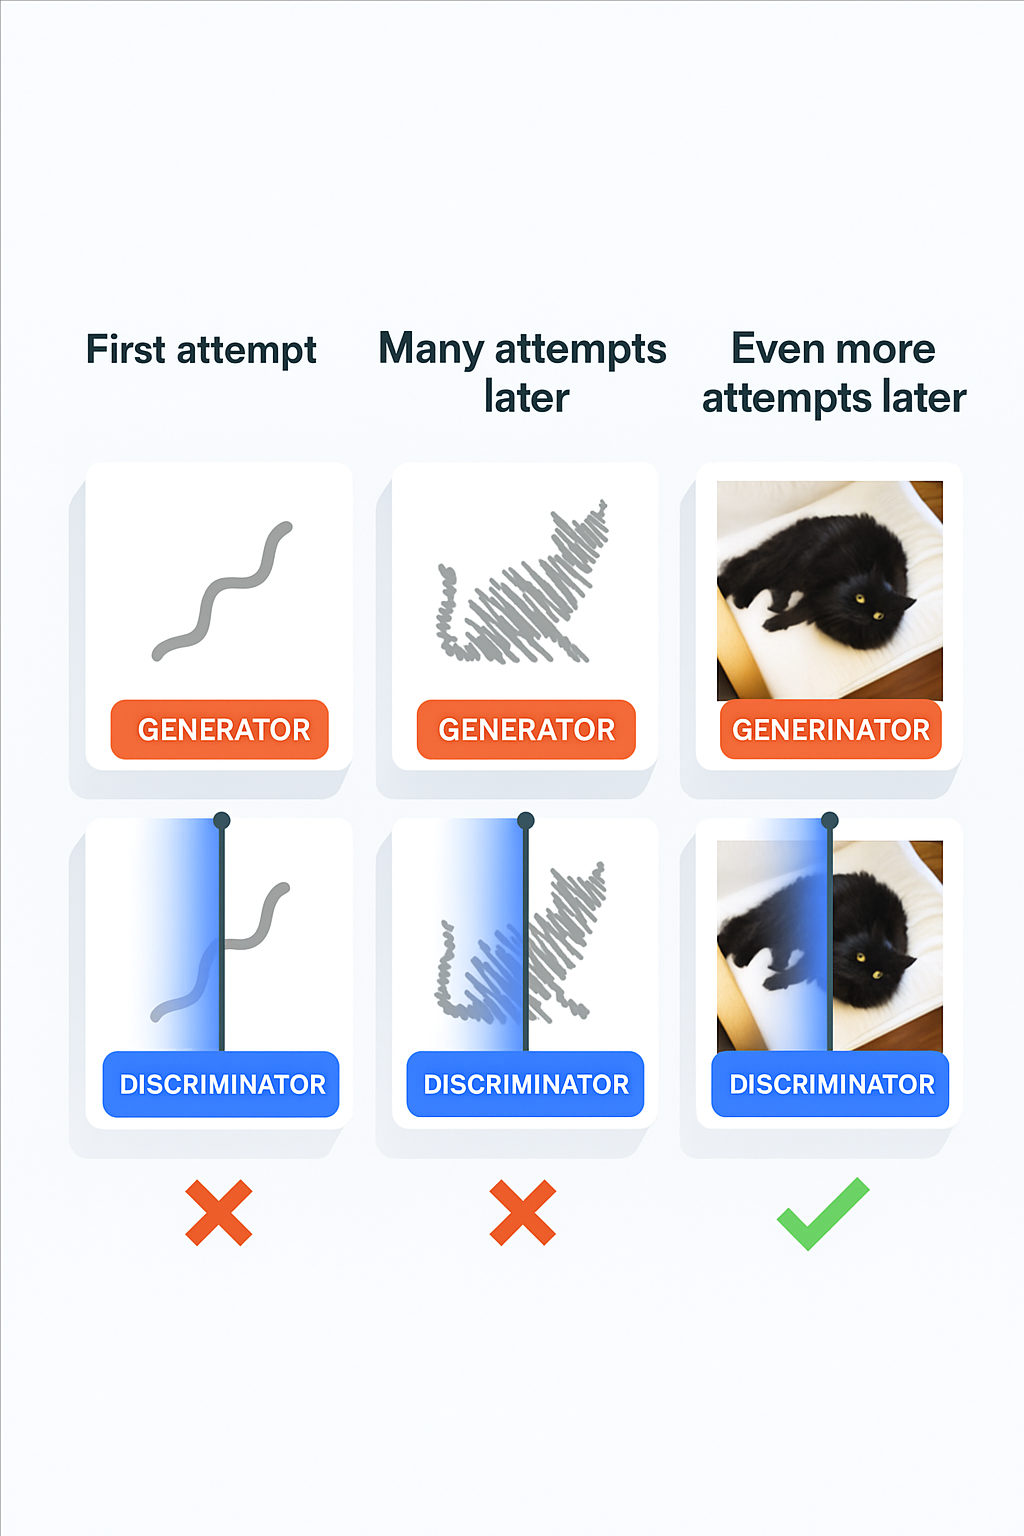 First attempt
Many attempts
later
Even more
attempts later
GENERATOR
GENERATOR
GENERINATOR
DISCRIMINATOR
DISCRIMINATOR
DISCRIMINATOR